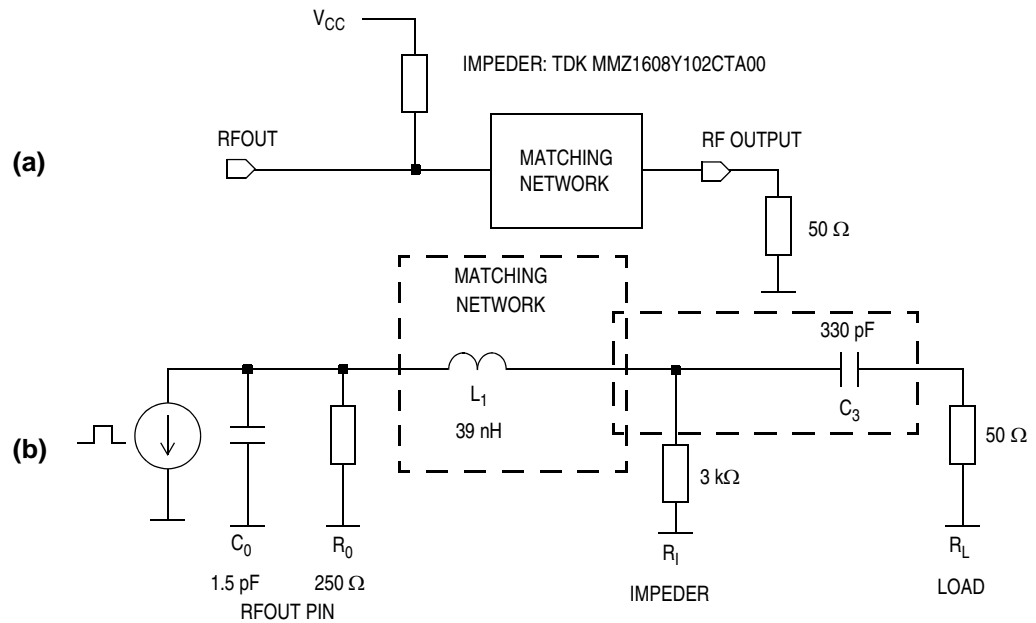 V_CC
IMPEDER: TDK MMZ1608Y102CTA00
RFOUT
RF OUTPUT
(a)
MATCHING
NETWORK
50 Ω
MATCHING
NETWORK
330 pF
L_1
C_3
39 nH
50 Ω
(b)
3 kΩ
C_0
R_0
R_I
R_L
1.5 pF
250 Ω
IMPEDER
LOAD
RFOUT PIN